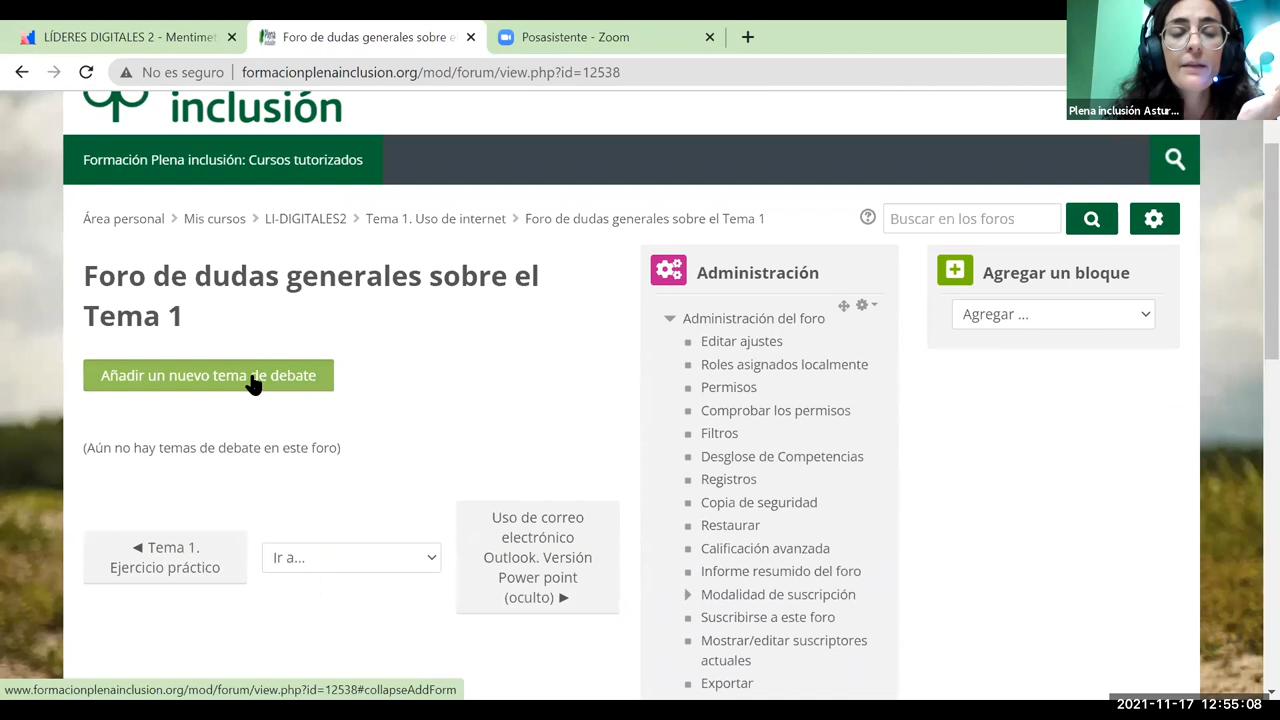 LÍDERES DIGITALES 2 - Mentimet
Foro de dudas generales sobre e
Posasistente - Zoom
No es seguro
formacionplenainclusion.org/mod/forum/view.php?id=12538
Plena inclusión Astur...
inclusión
Formación Plena inclusión: Cursos tutorizados
Área personal
Mis cursos
LI-DIGITALES2
Tema 1. Uso de internet
Foro de dudas generales sobre el Tema 1
Buscar en los foros
Foro de dudas generales sobre el
Tema 1
Añadir un nuevo tema de debate
(Aún no hay temas de debate en este foro)
◄ Tema 1.
Ejercicio práctico
Ir a...
Uso de correo
electrónico
Outlook. Versión
Power point
(oculto) ►
Administración
Administración del foro
Editar ajustes
Roles asignados localmente
Permisos
Comprobar los permisos
Filtros
Desglose de Competencias
Registros
Copia de seguridad
Restaurar
Calificación avanzada
Informe resumido del foro
Modalidad de suscripción
Suscribirse a este foro
Mostrar/editar suscriptores
actuales
Exportar
Agregar un bloque
Agregar ...
www.formacionplenainclusion.org/mod/forum/view.php?id=12538#collapseAddForm
2021-11-17 12:55:08